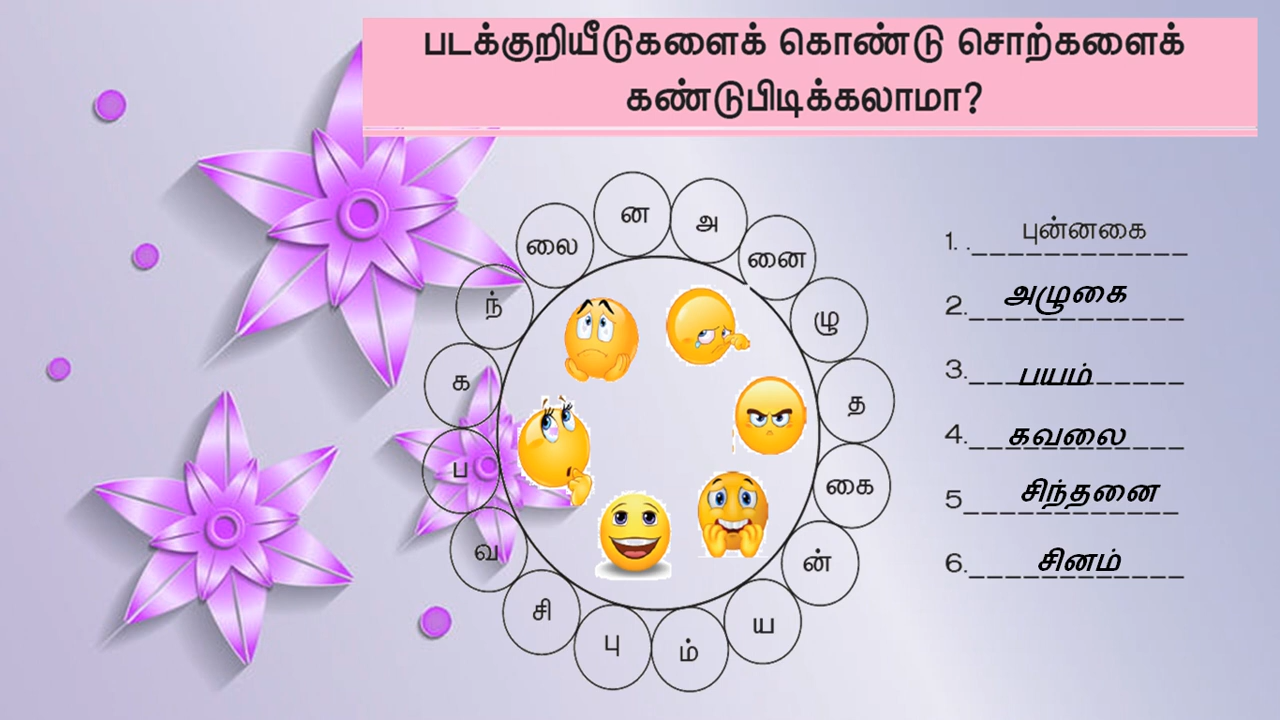 படக்குறியீடுகளைக் கொண்டு சொற்களைக்
கண்டுபிடிக்கலாமா?
ன
அ
னை
ழு
த
கை
ன்
ய
ம்
பு
சி
வ
ப
க
ந்
லை
1. .புன்னகை
2. அழுகை
3. பயம்
4. கவலை
5 சிந்தனை
6. சினம்